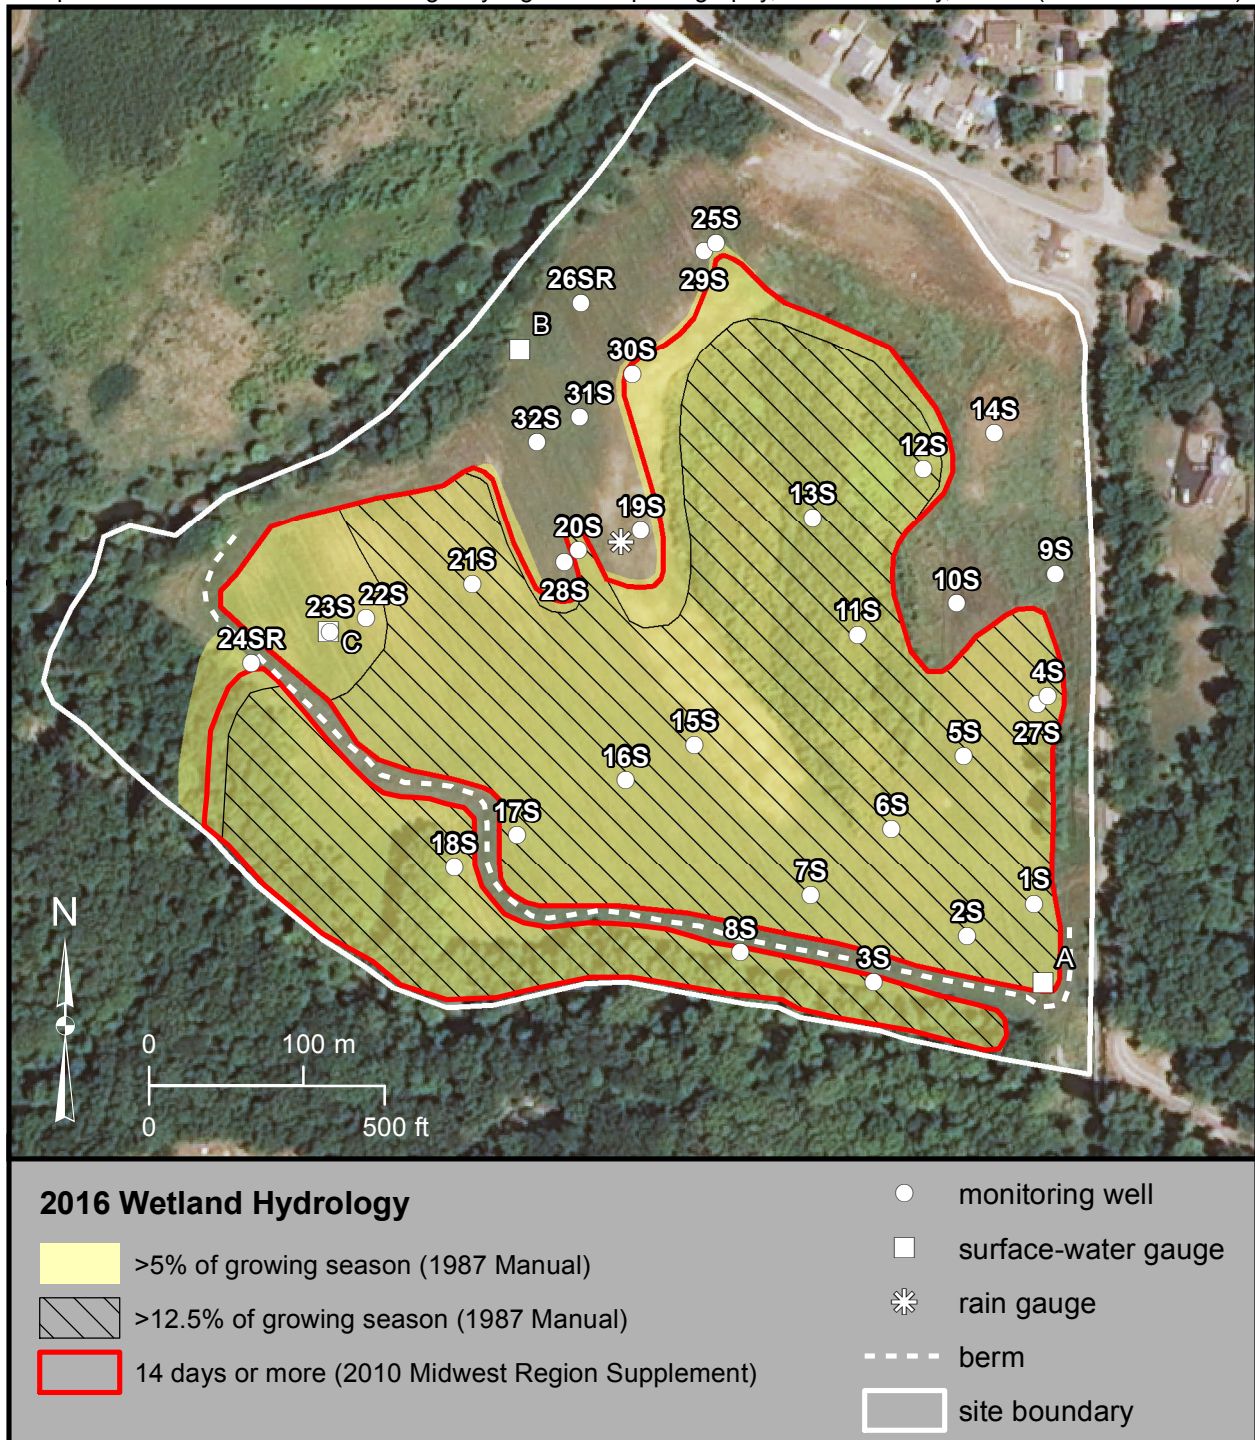 25S
29S
26SR
B
30S
31S
32S
14S
12S
13S
19S
20S
28S
21S
9S
10S
22S
23S
C
24SR
11S
4S
27S
5S
15S
16S
6S
17S
18S
7S
1S
2S
8S
3S
A
N
0 100 m
0 500 ft
2016 Wetland Hydrology
>5% of growing season (1987 Manual)
>12.5% of growing season (1987 Manual)
14 days or more (2010 Midwest Region Supplement)
monitoring well
surface-water gauge
rain gauge
berm
site boundary